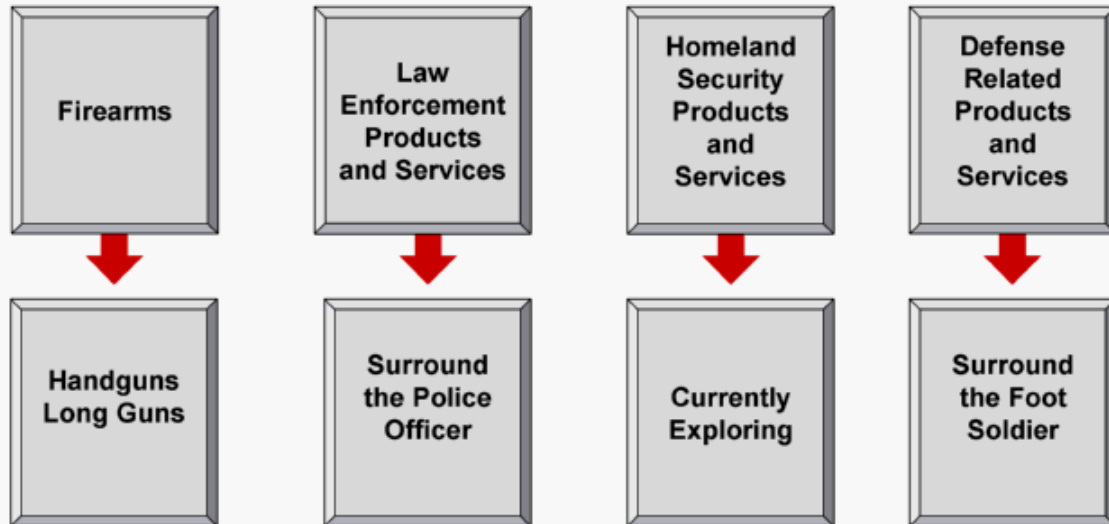 Firearms
Law
Enforcement
Products
and Services
Homeland
Security
Products
and
Services
Defense
Related
Products
and
Services
Handguns
Long Guns
Surround
the Police
Officer
Currently
Exploring
Surround
the Foot
Soldier